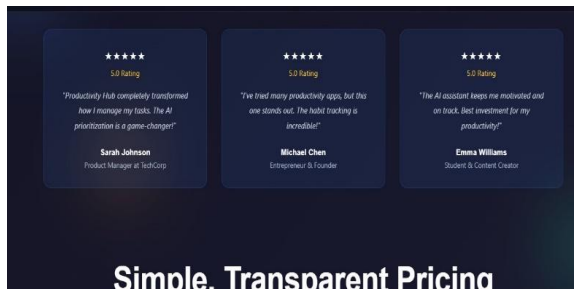 ★★★★★
5.0 Rating
"Productivity Hub completely transformed
how I manage my tasks. The AI
prioritization is a game-changer!"
Sarah Johnson
Product Manager at TechCorp
★★★★★
5.0 Rating
"I've tried many productivity apps, but this
one stands out. The habit tracking is
incredible!"
Michael Chen
Entrepreneur & Founder
★★★★★
5.0 Rating
"The AI assistant keeps me motivated and
on track. Best investment for my
productivity!"
Emma Williams
Student & Content Creator
Simple, Transparent Pricing